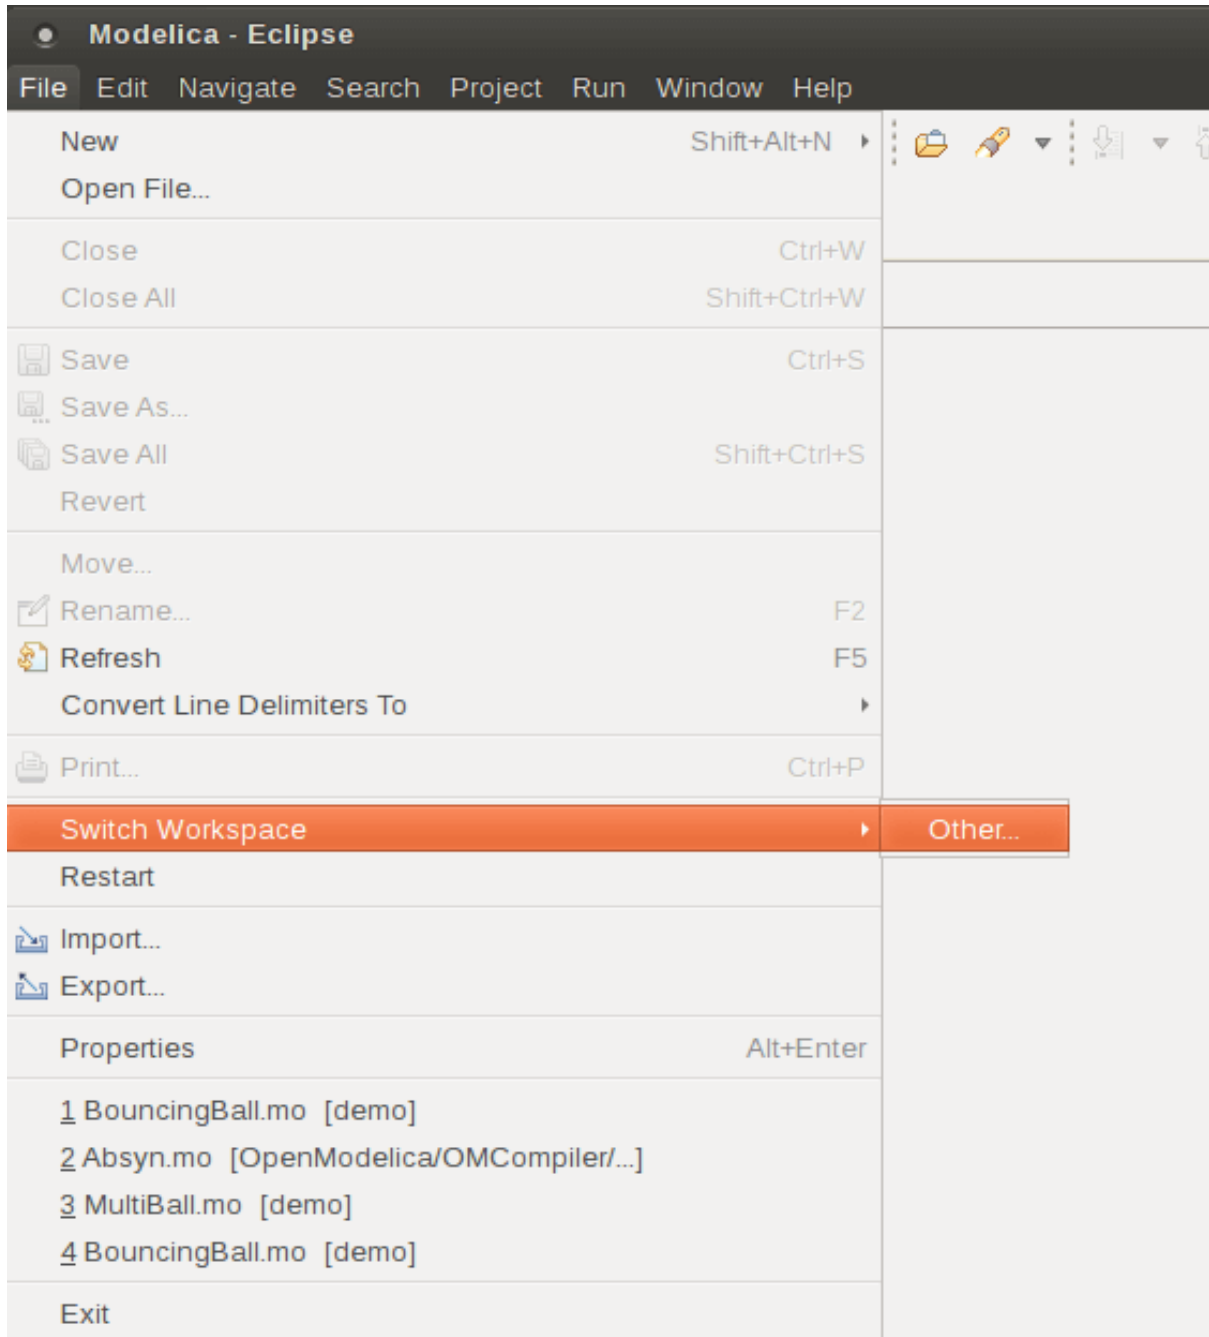 Modelica - Eclipse
File Edit Navigate Search Project Run Window Help
New Shift+Alt+N
Open File...
Close Ctrl+W
Close All Shift+Ctrl+W
Save Ctrl+S
Save As...
Save All Shift+Ctrl+S
Revert
Move...
Rename... F2
Refresh F5
Convert Line Delimiters To
Print... Ctrl+P
Switch Workspace Other...
Restart
Import...
Export...
Properties Alt+Enter
1 BouncingBall.mo [demo]
2 Absyn.mo [OpenModelica/OMCompiler/...]
3 MultiBall.mo [demo]
4 BouncingBall.mo [demo]
Exit